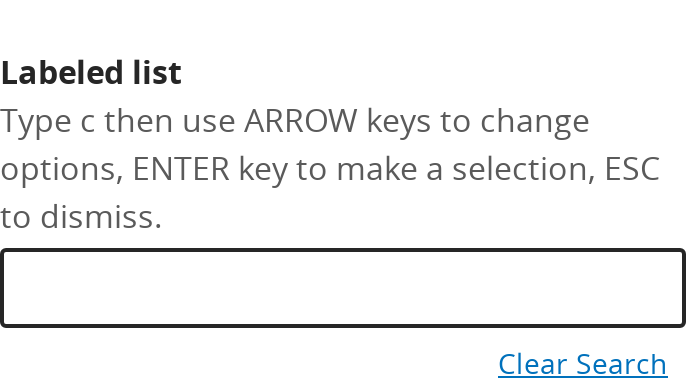 Labeled list
Type c then use ARROW keys to change
options, ENTER key to make a selection, ESC
to dismiss.
Clear Search